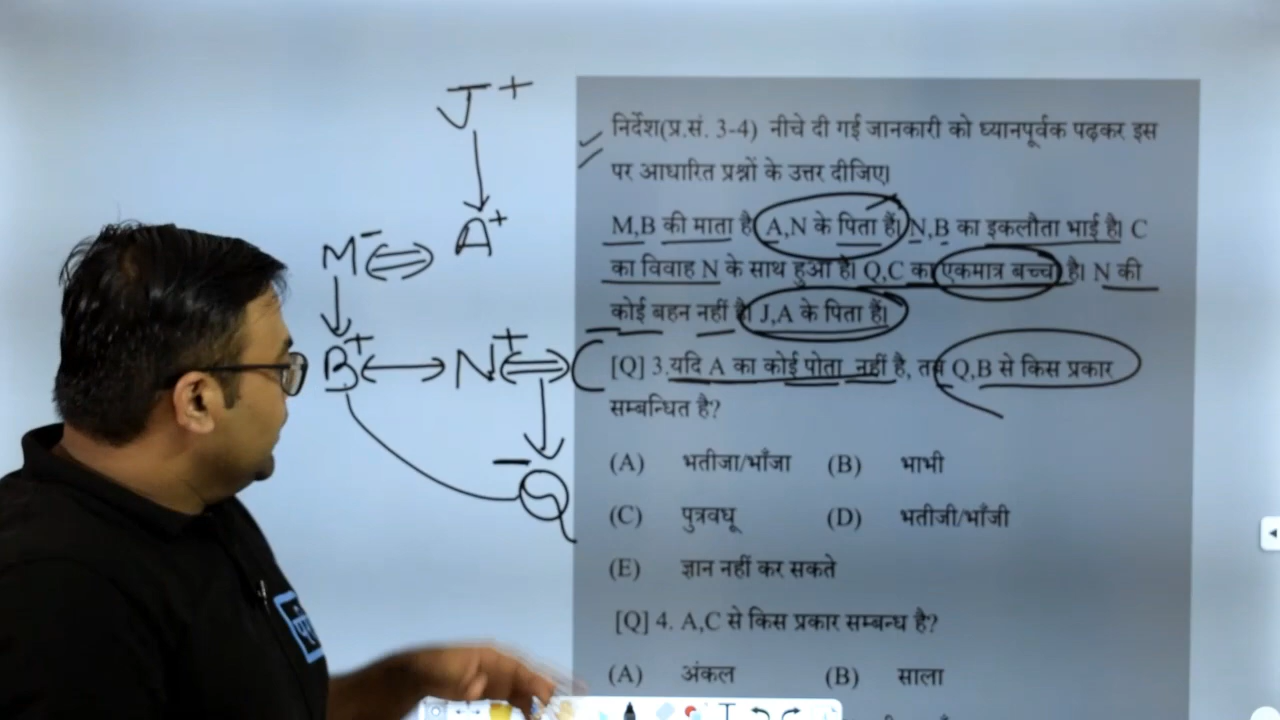 J+
A+
M- ⇔
B+ ↔ N+ ⇔ C
- Q
निर्देश(प्र.सं. 3-4) नीचे दी गई जानकारी को ध्यानपूर्वक पढ़कर इस
पर आधारित प्रश्नों के उत्तर दीजिए।
M,B की माता है। A,N के पिता हैं। N,B का इकलौता भाई है। C
का विवाह N के साथ हुआ है। Q,C का एकमात्र बच्चा है। N की
कोई बहन नहीं है। J,A के पिता हैं।
[Q] 3.यदि A का कोई पोता नहीं है, तब Q,B से किस प्रकार
सम्बन्धित है?
(A) भतीजा/भाँजा (B) भाभी
(C) पुत्रवधू (D) भतीजी/भाँजी
(E) ज्ञान नहीं कर सकते
[Q] 4. A,C से किस प्रकार सम्बन्ध है?
(A) अंकल (B) साला